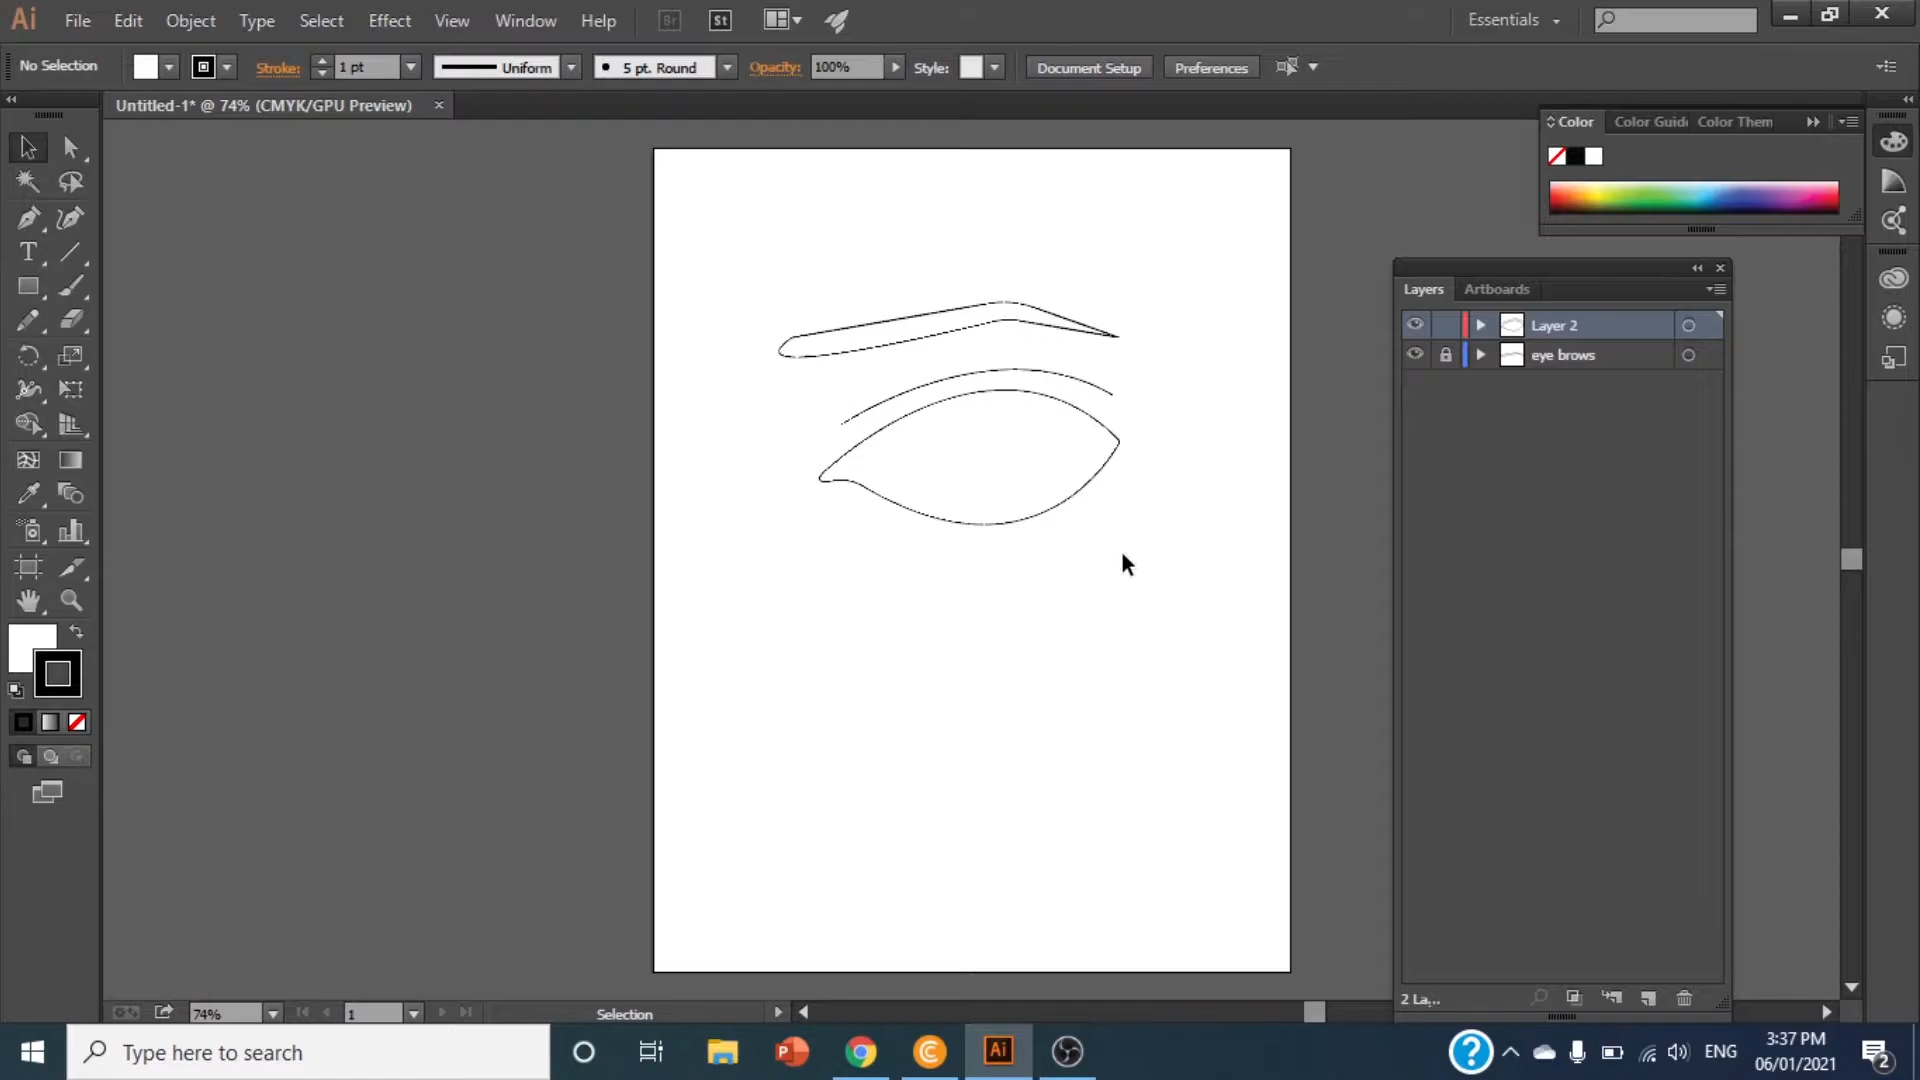 Ai File Edit Object Type Select Effect View Window Help Br St Essentials
No Selection Stroke: 1 pt Uniform 5 pt. Round Opacity: 100% Style: Document Setup Preferences
Untitled-1* @ 74% (CMYK/GPU Preview)
Color Color Guid Color Them
Layers Artboards
Layer 2
eye brows
2 La...
74% 1 Selection
Type here to search
P
Ai
ENG
3:37 PM
06/01/2021
2